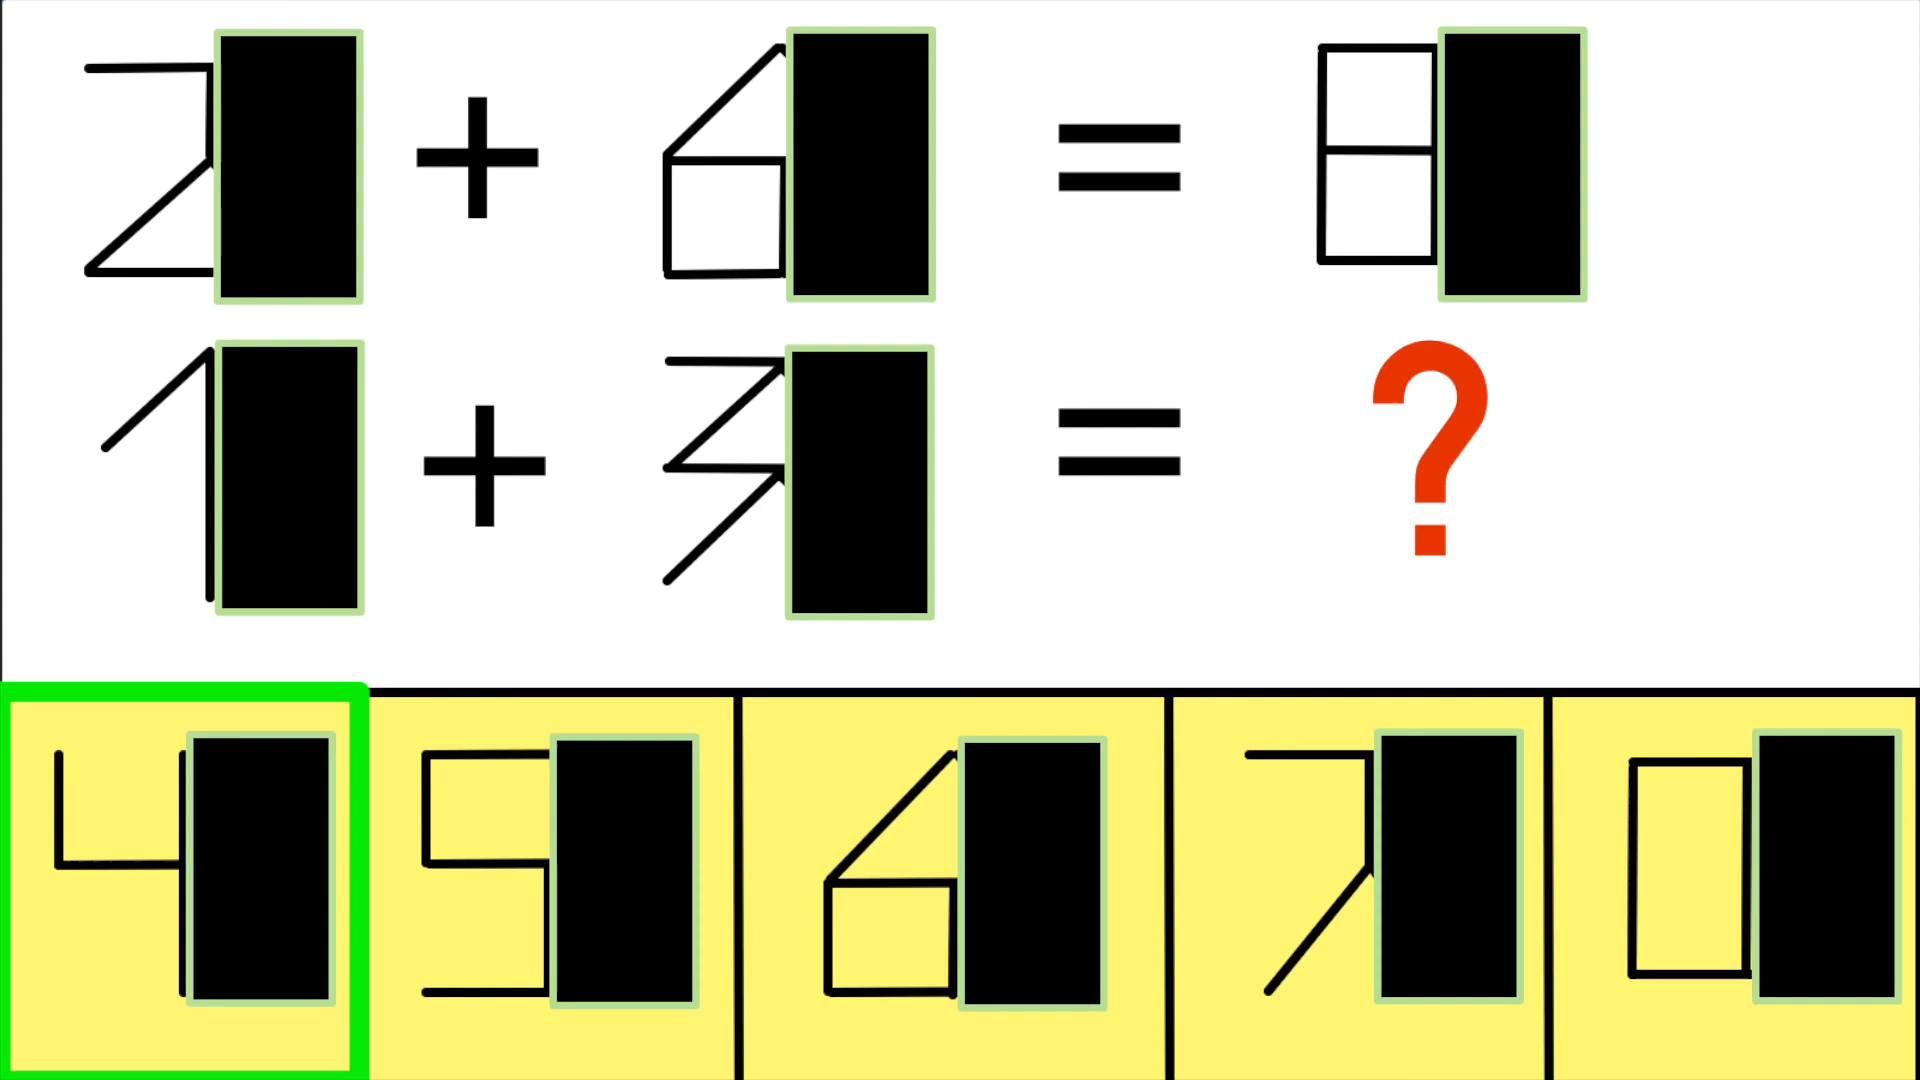 2 + 6 = 8
1 + 3 = ?
4 5 6 7 0